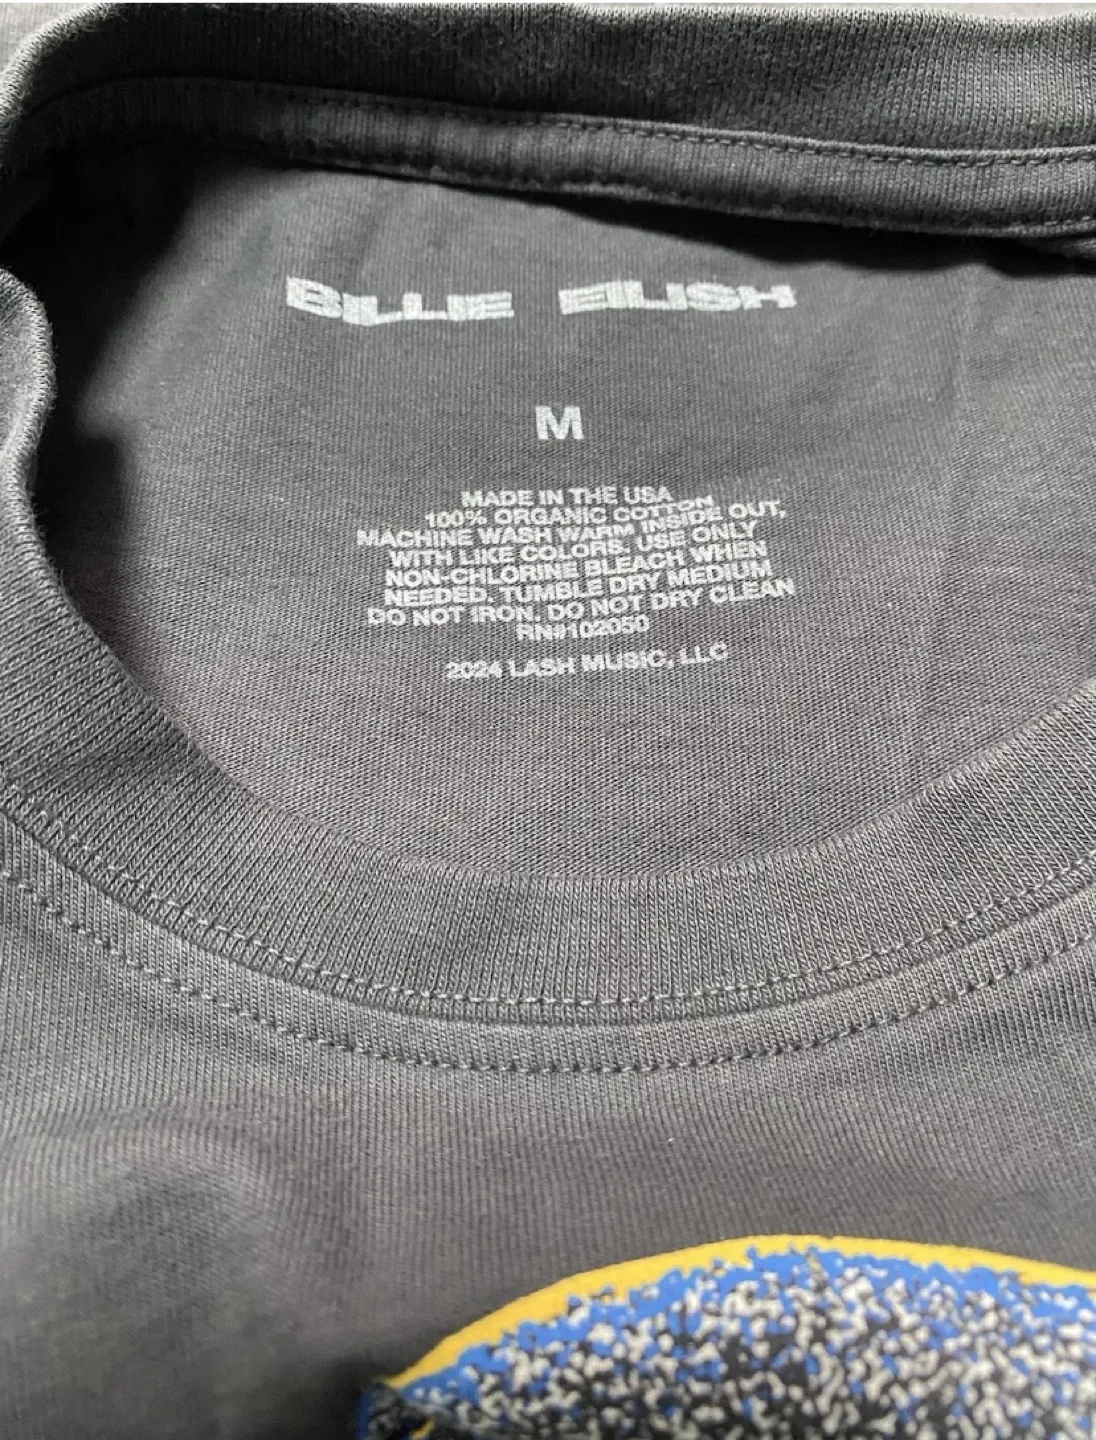 BILLIE EILISH
M
MADE IN THE USA
100% ORGANIC COTTON
MACHINE WASH WARM INSIDE OUT,
WITH LIKE COLORS. USE ONLY
NON-CHLORINE BLEACH WHEN
NEEDED. TUMBLE DRY MEDIUM
DO NOT IRON. DO NOT DRY CLEAN
RN#102050
2024 LASH MUSIC, LLC